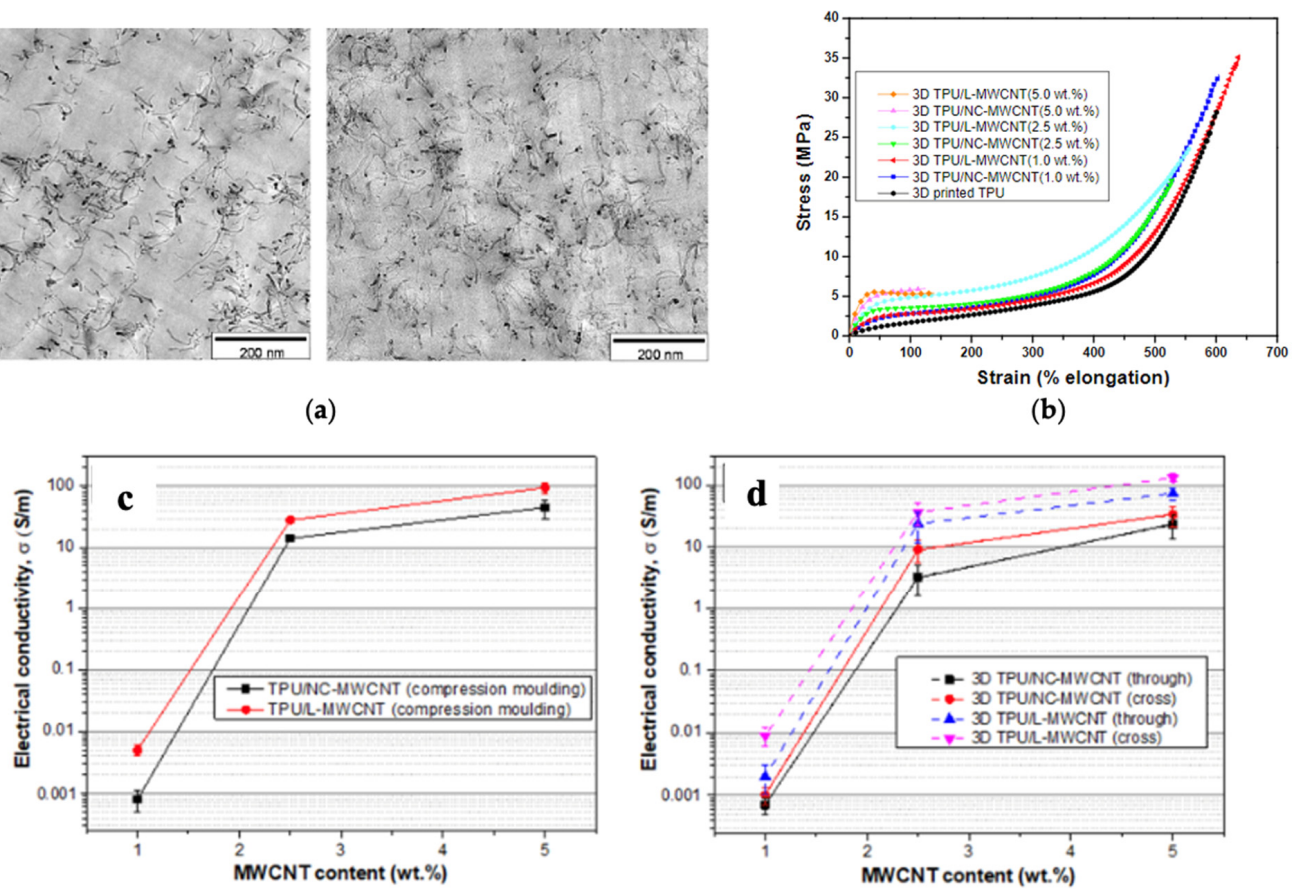 200 nm
200 nm
(a)
40
35
30
25
20
15
10
5
0
Stress (MPa)
3D TPU/L-MWCNT(5.0 wt.%)
3D TPU/NC-MWCNT(5.0 wt.%)
3D TPU/L-MWCNT(2.5 wt.%)
3D TPU/NC-MWCNT(2.5 wt.%)
3D TPU/L-MWCNT(1.0 wt.%)
3D TPU/NC-MWCNT(1.0 wt.%)
3D printed TPU
0 100 200 300 400 500 600 700
Strain (% elongation)
(b)
c
100
10
1
0.1
0.01
0.001
Electrical conductivity, σ (S/m)
TPU/NC-MWCNT (compression moulding)
TPU/L-MWCNT (compression moulding)
1 2 3 4 5
MWCNT content (wt.%)
d
100
10
1
0.1
0.01
0.001
Electrical conductivity, σ (S/m)
3D TPU/NC-MWCNT (through)
3D TPU/NC-MWCNT (cross)
3D TPU/L-MWCNT (through)
3D TPU/L-MWCNT (cross)
1 2 3 4 5
MWCNT content (wt.%)